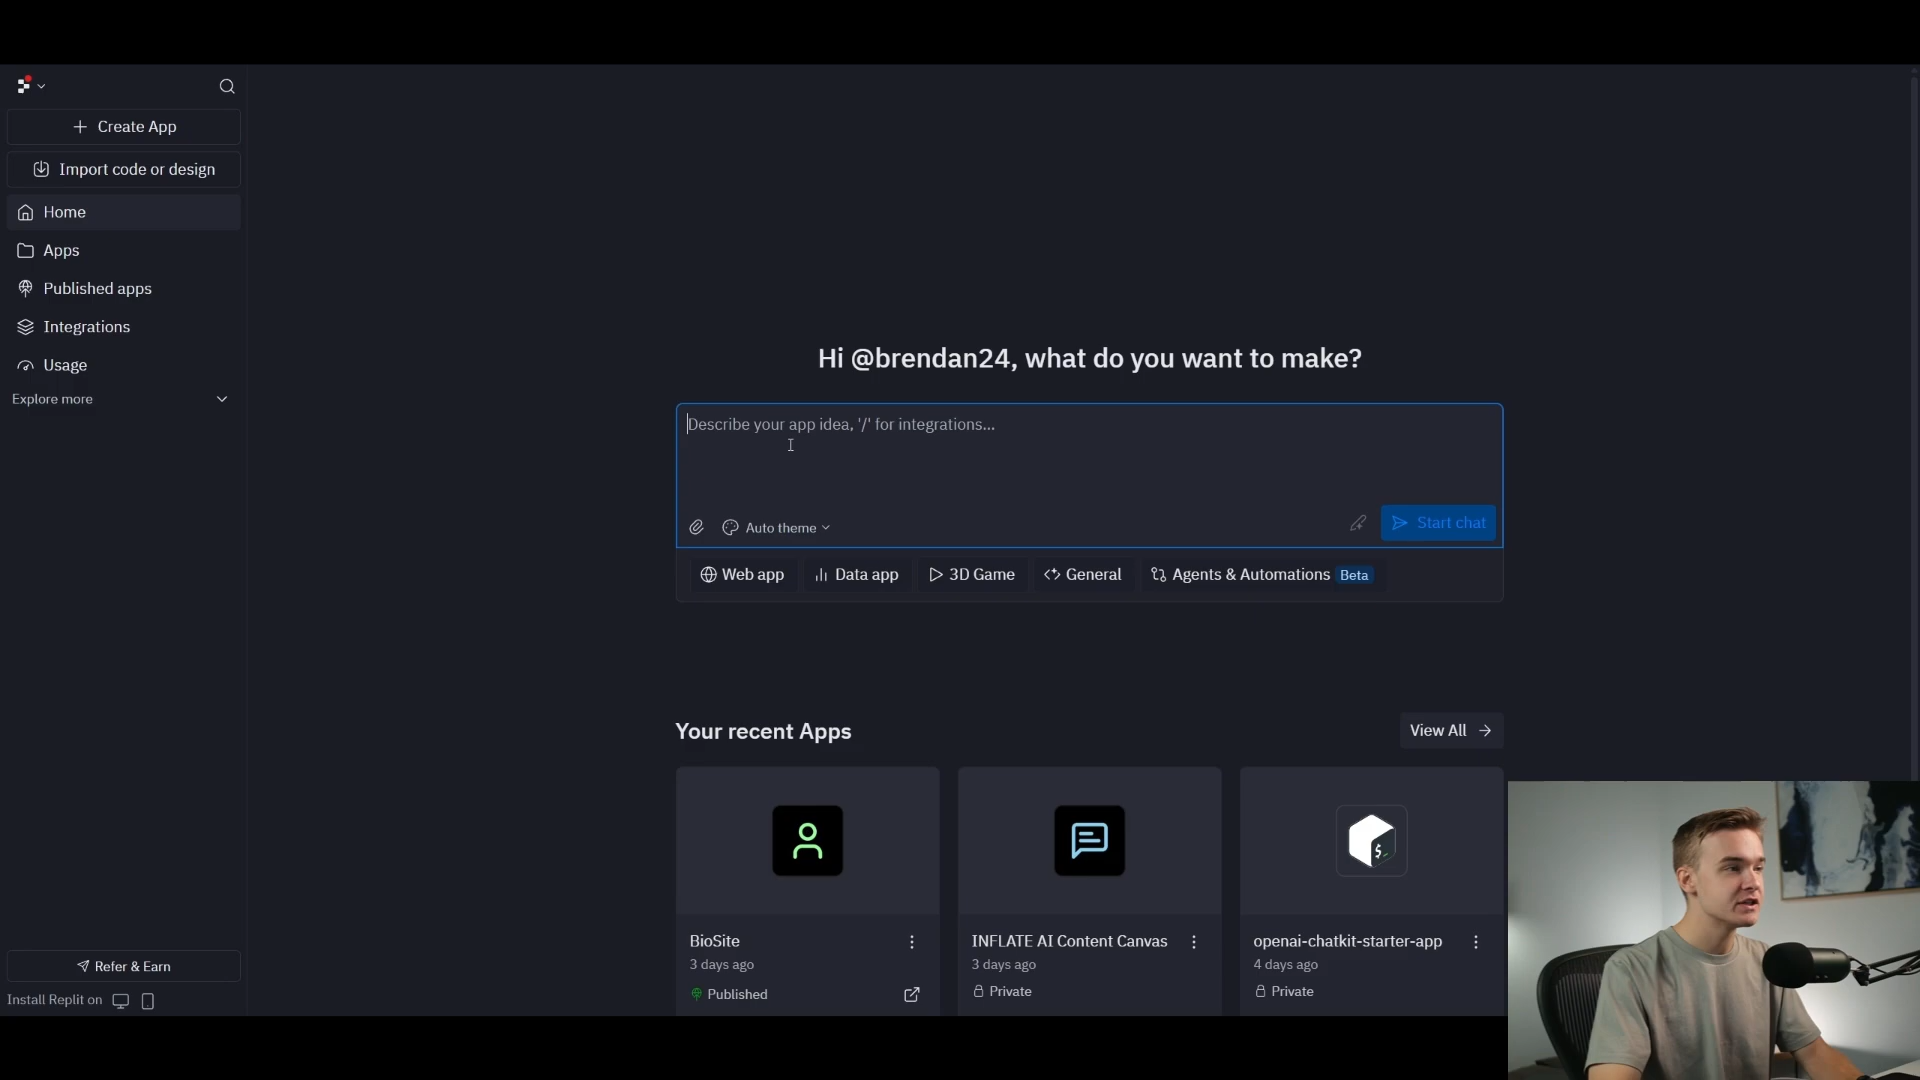 Create App
Import code or design
Home
Apps
Published apps
Integrations
Usage
Explore more
Refer & Earn
Install Replit on
Hi @brendan24, what do you want to make?
Describe your app idea, '/' for integrations...
Auto theme
Start chat
Web app
Data app
3D Game
General
Agents & Automations Beta
Your recent Apps
View All
BioSite
3 days ago
Published
INFLATE AI Content Canvas
3 days ago
Private
$_
openai-chatkit-starter-app
4 days ago
Private